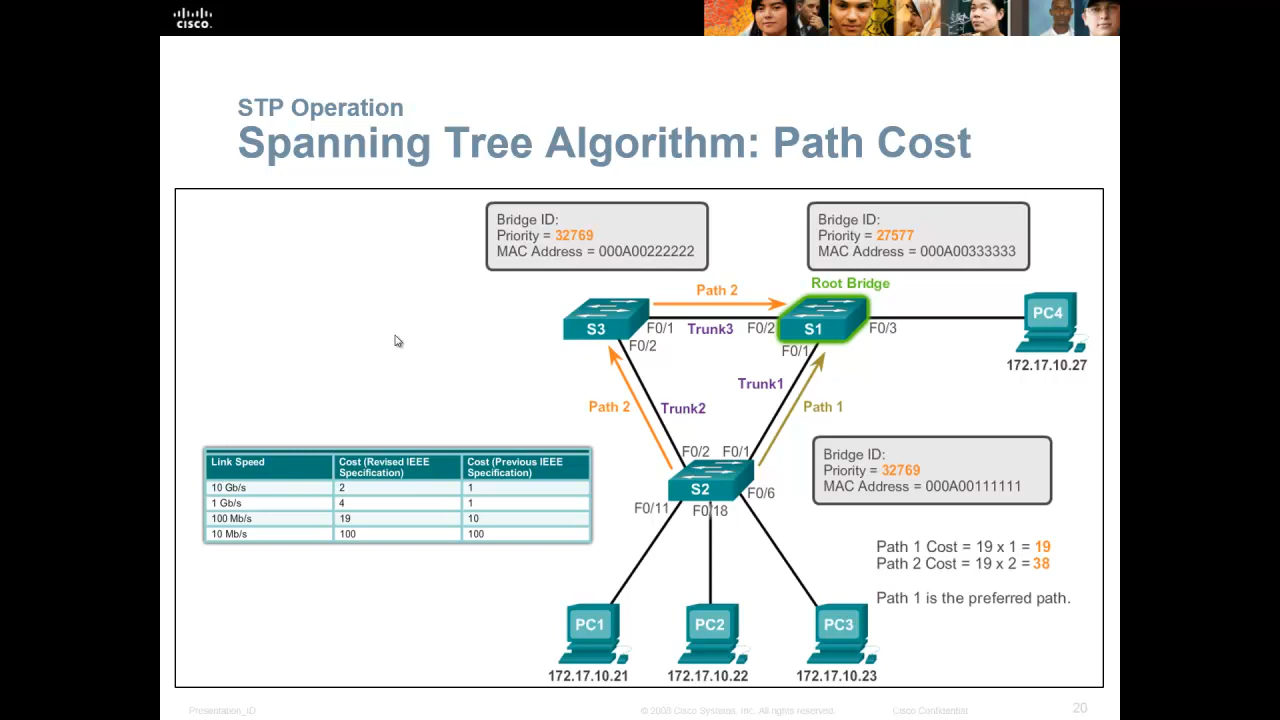 CISCO.
STP Operation
Spanning Tree Algorithm: Path Cost
Bridge ID:
Priority = 32769
MAC Address = 000A00222222
Bridge ID:
Priority = 27577
MAC Address = 000A00333333
Root Bridge
Path 2
S3
F0/1
Trunk3
F0/2
S1
F0/3
PC4
F0/2
F0/1
172.17.10.27
Trunk1
Path 2
Trunk2
Path 1
F0/2
F0/1
Bridge ID:
Priority = 32769
MAC Address = 000A00111111
S2
F0/6
F0/11
F0/18
Link Speed Cost (Revised IEEE Specification) Cost (Previous IEEE Specification)
10 Gb/s 2 1
1 Gb/s 4 1
100 Mb/s 19 10
10 Mb/s 100 100
Path 1 Cost = 19 x 1 = 19
Path 2 Cost = 19 x 2 = 38
Path 1 is the preferred path.
PC1
PC2
PC3
172.17.10.21
172.17.10.22
172.17.10.23
Presentation_ID
© 2008 Cisco Systems, Inc. All rights reserved.
Cisco Confidential
20